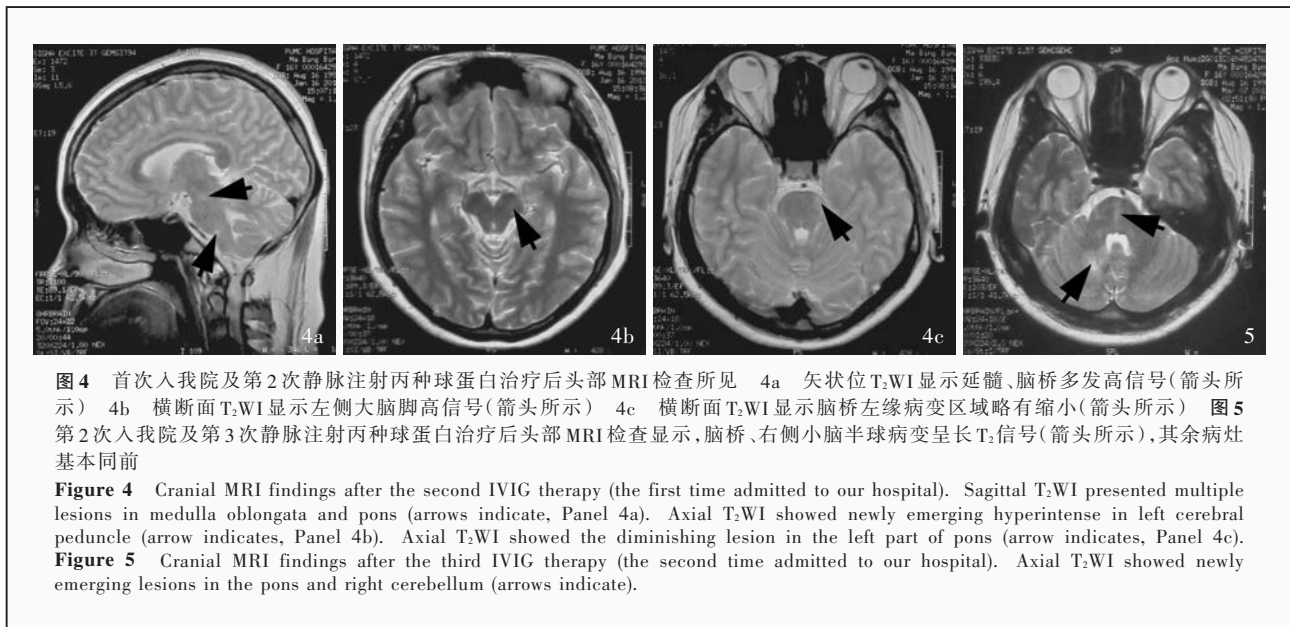 PUMC HOSPITAL
4a
PUMC HOSPITAL
4b
PUMC HOSPITAL
4c
5
图4 首次入我院及第2次静脉注射丙种球蛋白治疗后头部MRI检查所见 4a 矢状位T₂WI显示延髓、脑桥多发高信号(箭头所
示) 4b 横断面T₂WI显示左侧大脑脚高信号(箭头所示) 4c 横断面T₂WI显示脑桥左缘病变区域略有缩小(箭头所示) 图5
第2次入我院及第3次静脉注射丙种球蛋白治疗后头部MRI检查显示,脑桥、右侧小脑半球病变呈长T₂信号(箭头所示),其余病灶
基本同前
Figure 4 Cranial MRI findings after the second IVIG therapy (the first time admitted to our hospital). Sagittal T₂WI presented multiple
lesions in medulla oblongata and pons (arrows indicate, Panel 4a). Axial T₂WI showed newly emerging hyperintense in left cerebral
peduncle (arrow indicates, Panel 4b). Axial T₂WI showed the diminishing lesion in the left part of pons (arrow indicates, Panel 4c).
Figure 5 Cranial MRI findings after the third IVIG therapy (the second time admitted to our hospital). Axial T₂WI showed newly
emerging lesions in the pons and right cerebellum (arrows indicate).